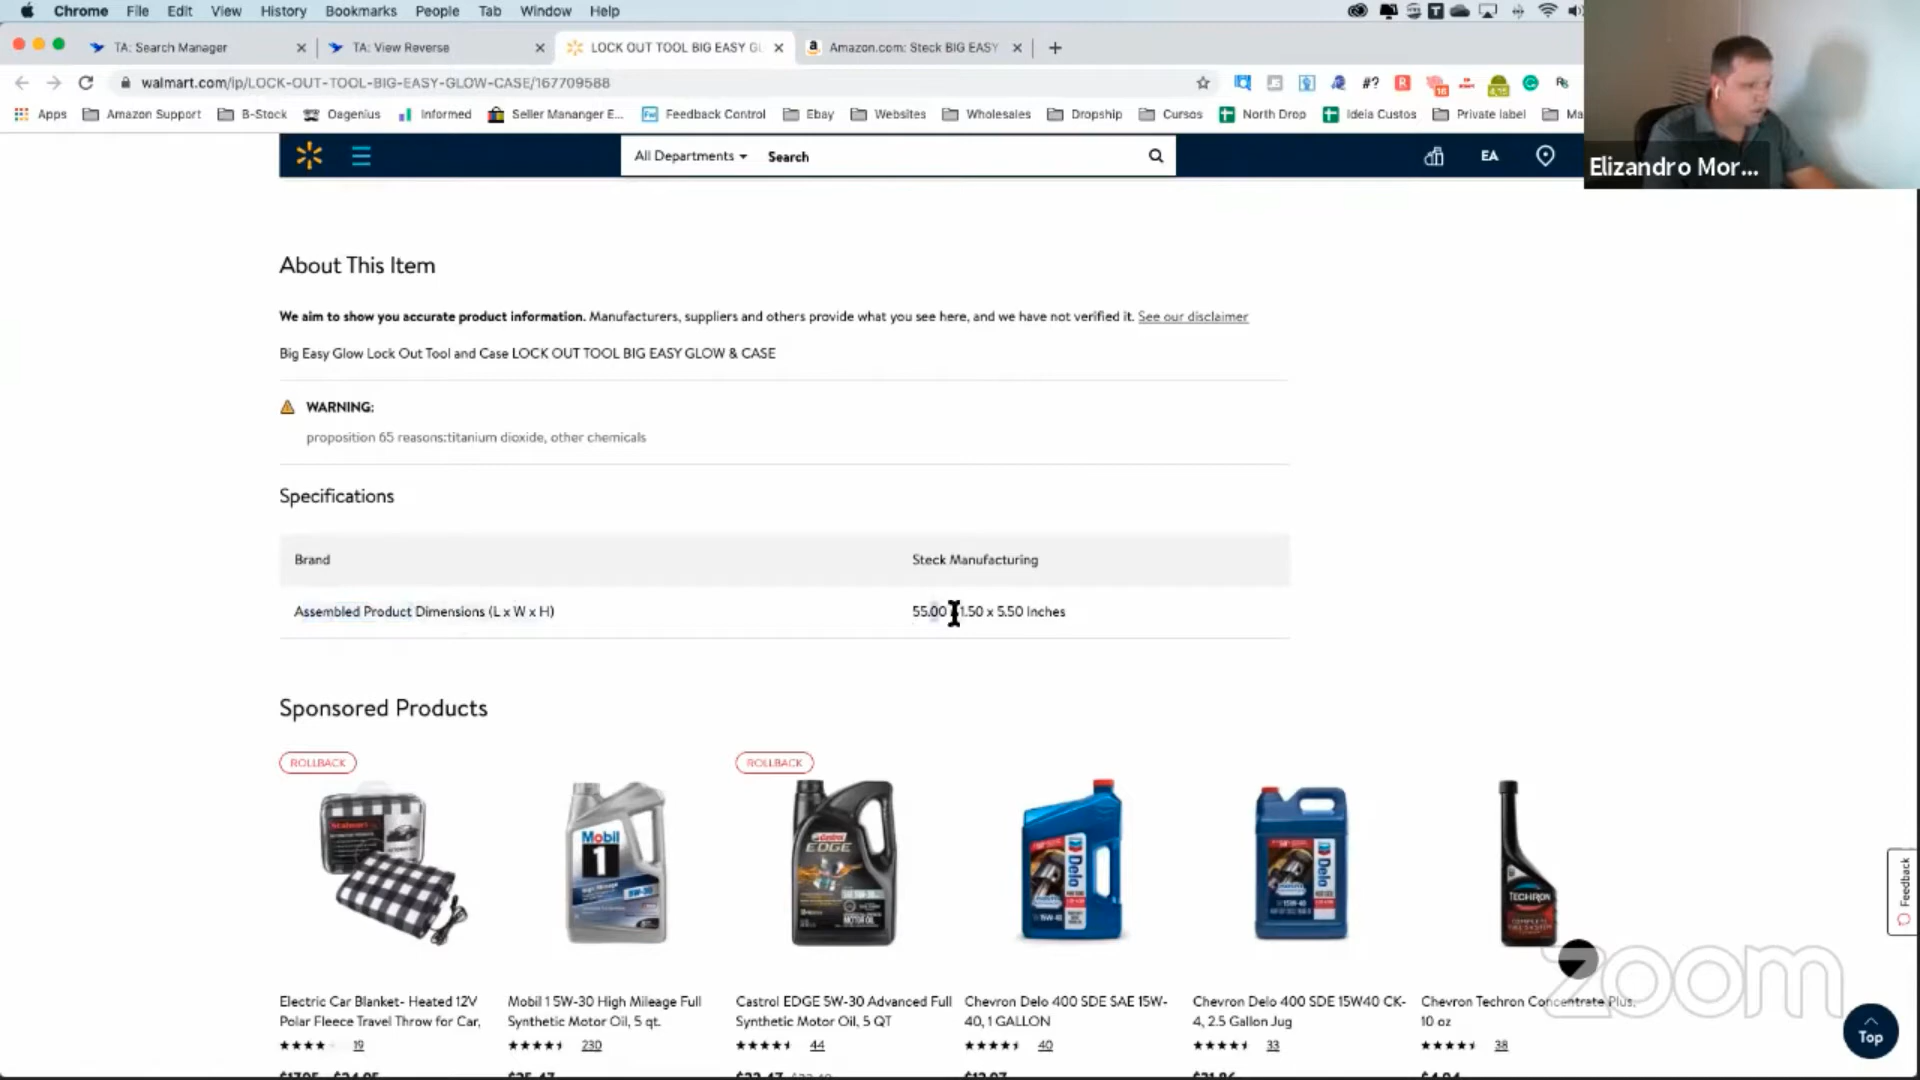 Chrome File Edit View History Bookmarks People Tab Window Help
TA: Search Manager
TA: View Reverse
LOCK OUT TOOL BIG EASY GL
Amazon.com: Steck BIG EASY
walmart.com/ip/LOCK-OUT-TOOL-BIG-EASY-GLOW-CASE/167709588
Apps Amazon Support B-Stock Oagenius Informed Seller Mananger E... Feedback Control Ebay Websites Wholesales Dropship Cursos North Drop Ideia Custos Private label Ma
All Departments Search
EA
Elizandro Mor...
About This Item
We aim to show you accurate product information. Manufacturers, suppliers and others provide what you see here, and we have not verified it. See our disclaimer
Big Easy Glow Lock Out Tool and Case LOCK OUT TOOL BIG EASY GLOW & CASE
WARNING:
proposition 65 reasons:titanium dioxide, other chemicals
Specifications
Brand Steck Manufacturing
Assembled Product Dimensions (L x W x H) 55.00 1.50 x 5.50 Inches
Sponsored Products
ROLLBACK
ROLLBACK
Mobil 1
Castrol EDGE
Delo
Delo
TECHRON
Electric Car Blanket- Heated 12V
Polar Fleece Travel Throw for Car,
19
Mobil 1 5W-30 High Mileage Full
Synthetic Motor Oil, 5 qt.
230
Castrol EDGE 5W-30 Advanced Full
Synthetic Motor Oil, 5 QT
44
Chevron Delo 400 SDE SAE 15W-
40, 1 GALLON
40
Chevron Delo 400 SDE 15W40 CK-
4, 2.5 Gallon Jug
33
Chevron Techron Concentrate Plus,
10 oz
38
Feedback
Top
zoom